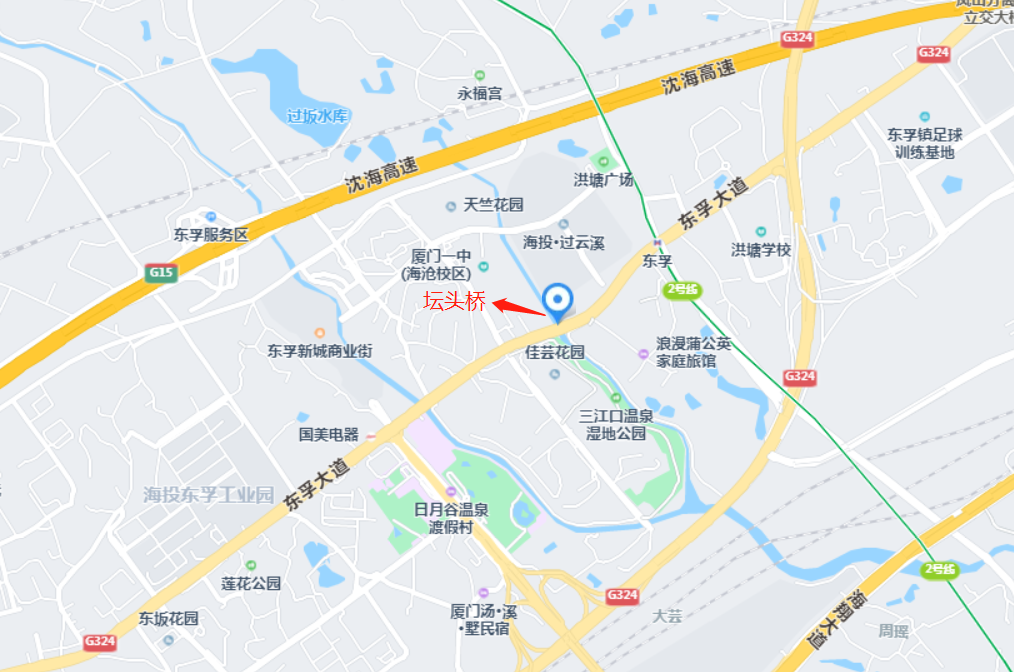 凤山分离
立交大桥
G324
G324
沈海高速
永福宫
过坂水库
东孚镇足球
训练基地
沈海高速
洪塘广场
东孚大道
天竺花园
东孚服务区
海投·过云溪
洪塘学校
厦门一中
(海沧校区)
东孚
G15
2号线
坛头桥
东孚新城商业街
佳芸花园
浪漫蒲公英
家庭旅馆
G324
三江口温泉
湿地公园
国美电器
东孚大道
海投东孚工业园
日月谷温泉
渡假村
2号线
莲花公园
G324
厦门汤·溪
·墅民宿
大芸
海翔大道
东坂花园
周瑶
G324